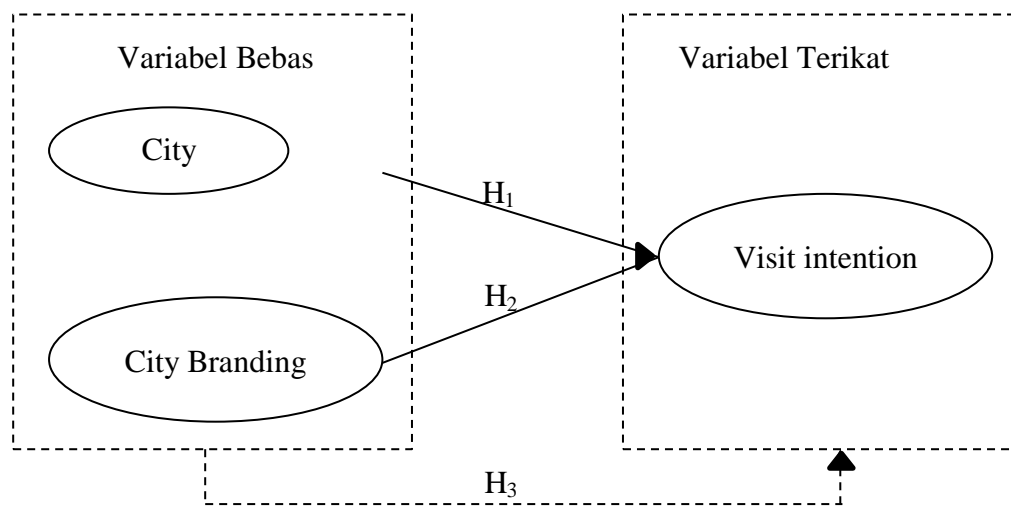 Variabel Bebas
Variabel Terikat
City
H₁
Visit intention
H₂
City Branding
H₃